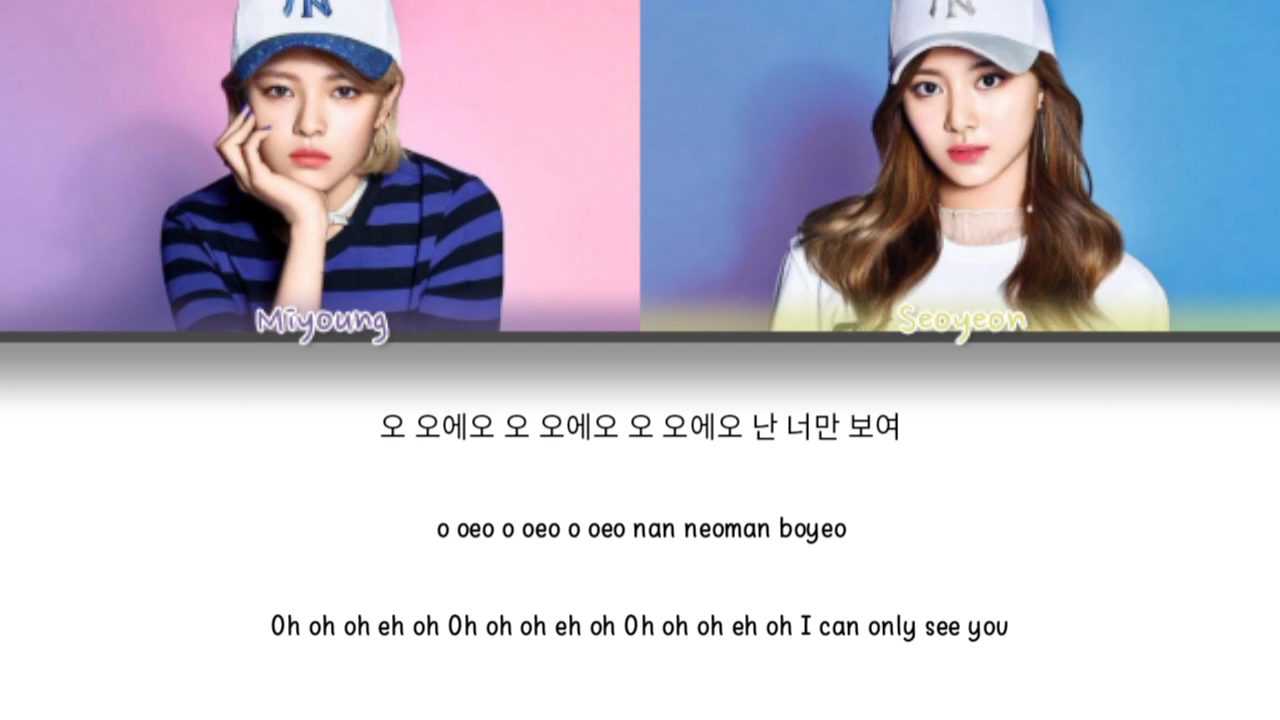 Miyoung
Seoyeon
오 오에오 오 오에오 오 오에오 난 너만 보여
o oeo o oeo o oeo nan neoman boyeo
Oh oh oh eh oh Oh oh oh eh oh Oh oh oh eh oh I can only see you